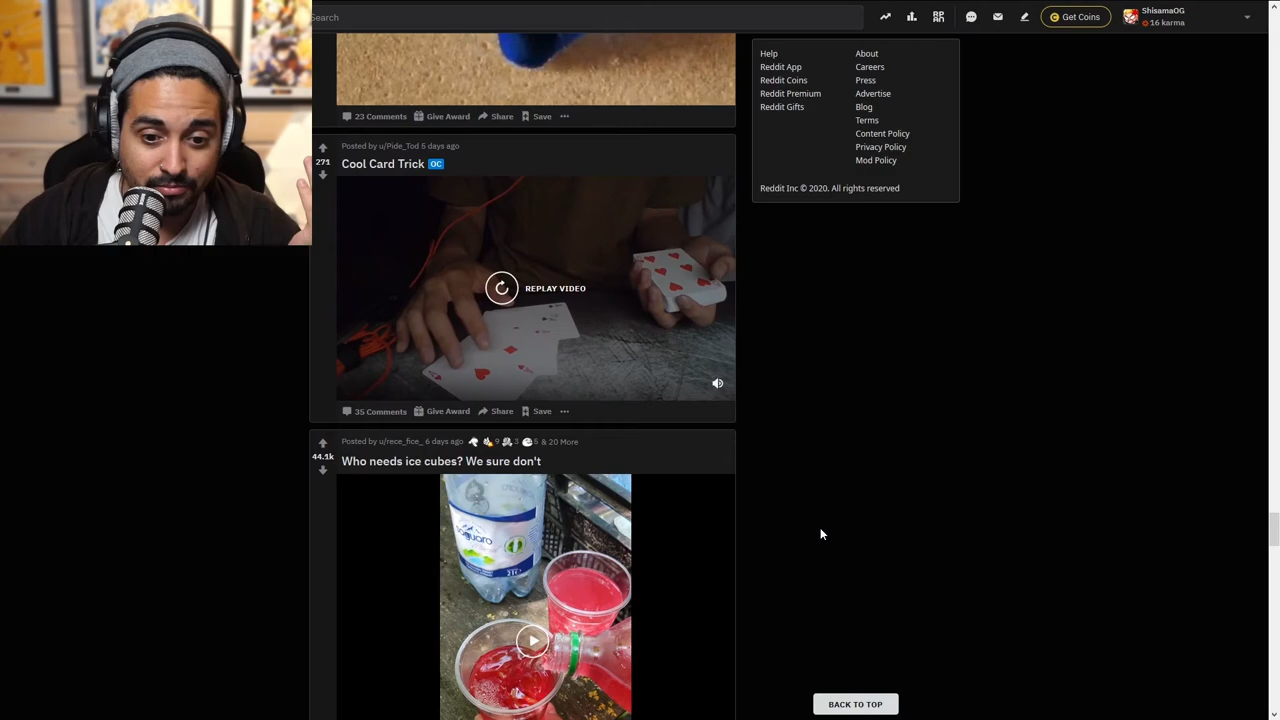 Search
Get Coins
ShisamaOG
16 karma
23 Comments
Give Award
Share
Save
Help
Reddit App
Reddit Coins
Reddit Premium
Reddit Gifts
About
Careers
Press
Advertise
Blog
Terms
Content Policy
Privacy Policy
Mod Policy
Reddit Inc © 2020. All rights reserved
Posted by u/Pide_Tod 5 days ago
271
Cool Card Trick OC
REPLAY VIDEO
35 Comments
Give Award
Share
Save
Posted by u/rece_fice_ 6 days ago 9 3 5 & 20 More
44.1k
Who needs ice cubes? We sure don't
saguaro
BACK TO TOP